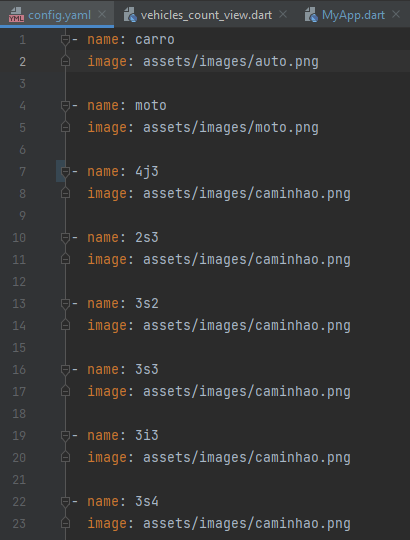 config.yaml vehicles_count_view.dart MyApp.dart
1 - name: carro
2 image: assets/images/auto.png
3
4 - name: moto
5 image: assets/images/moto.png
6
7 - name: 4j3
8 image: assets/images/caminhao.png
9
10 - name: 2s3
11 image: assets/images/caminhao.png
12
13 - name: 3s2
14 image: assets/images/caminhao.png
15
16 - name: 3s3
17 image: assets/images/caminhao.png
18
19 - name: 3i3
20 image: assets/images/caminhao.png
21
22 - name: 3s4
23 image: assets/images/caminhao.png